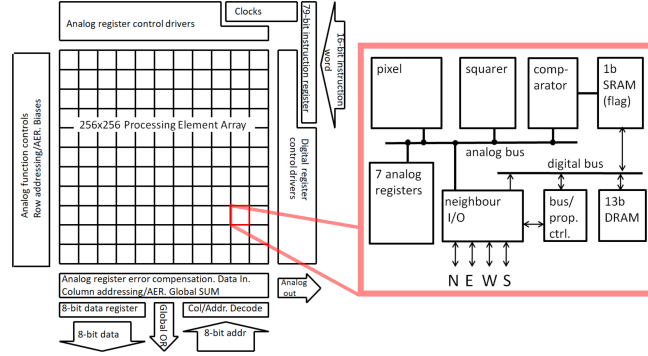 Analog register control drivers
Clocks
79-bit instruction register
16-bit instruction
word
Analog function controls
Row addressing/AER. Biases
256x256 Processing Element Array
Digital register
control drivers
Analog register error compensation. Data In.
Column addressing/AER. Global SUM
Analog
out
8-bit data register
Global OR
Col/Addr. Decode
8-bit data
8-bit addr
pixel
squarer
comp-
arator
1b
SRAM
(flag)
analog bus
digital bus
7 analog
registers
neighbour
I/O
bus/
prop.
ctrl.
13b
DRAM
N E W S